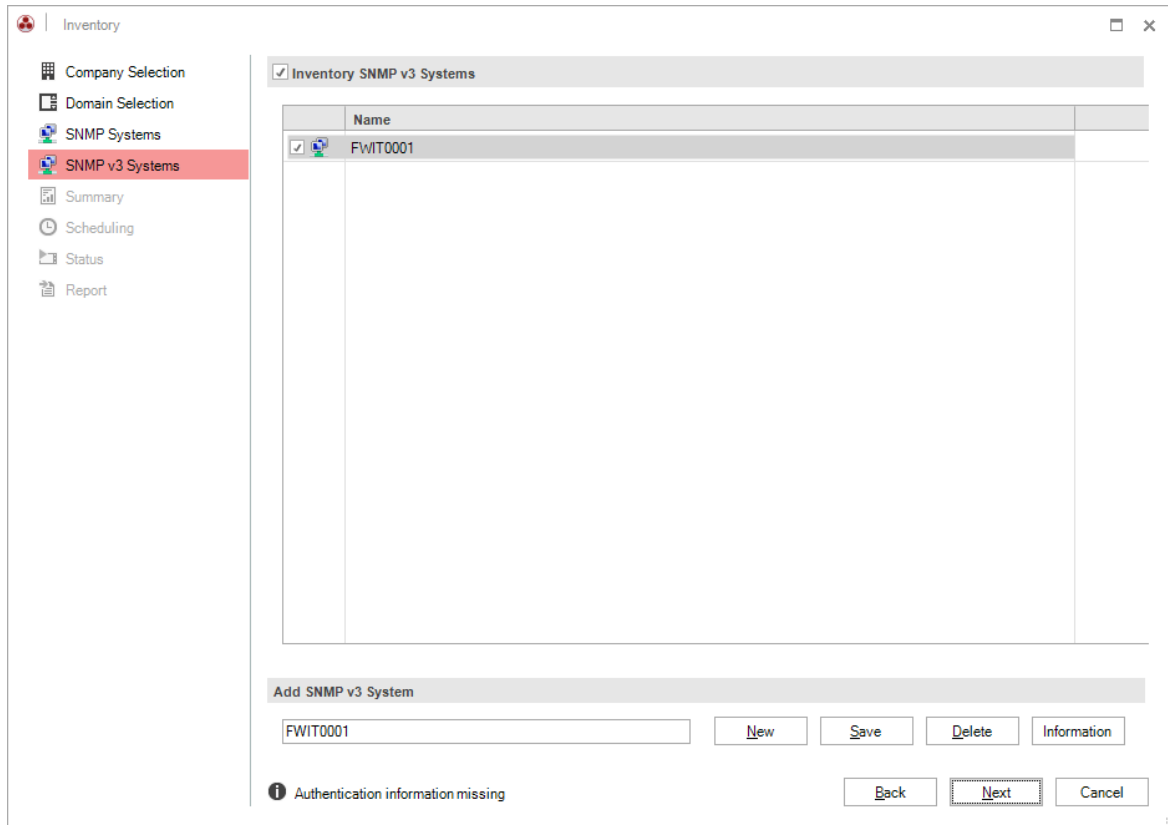 Inventory
Company Selection
Domain Selection
SNMP Systems
SNMP v3 Systems
Summary
Scheduling
Status
Report
Inventory SNMP v3 Systems
Name
FWIT0001
Add SNMP v3 System
FWIT0001
New
Save
Delete
Information
Authentication information missing
Back
Next
Cancel